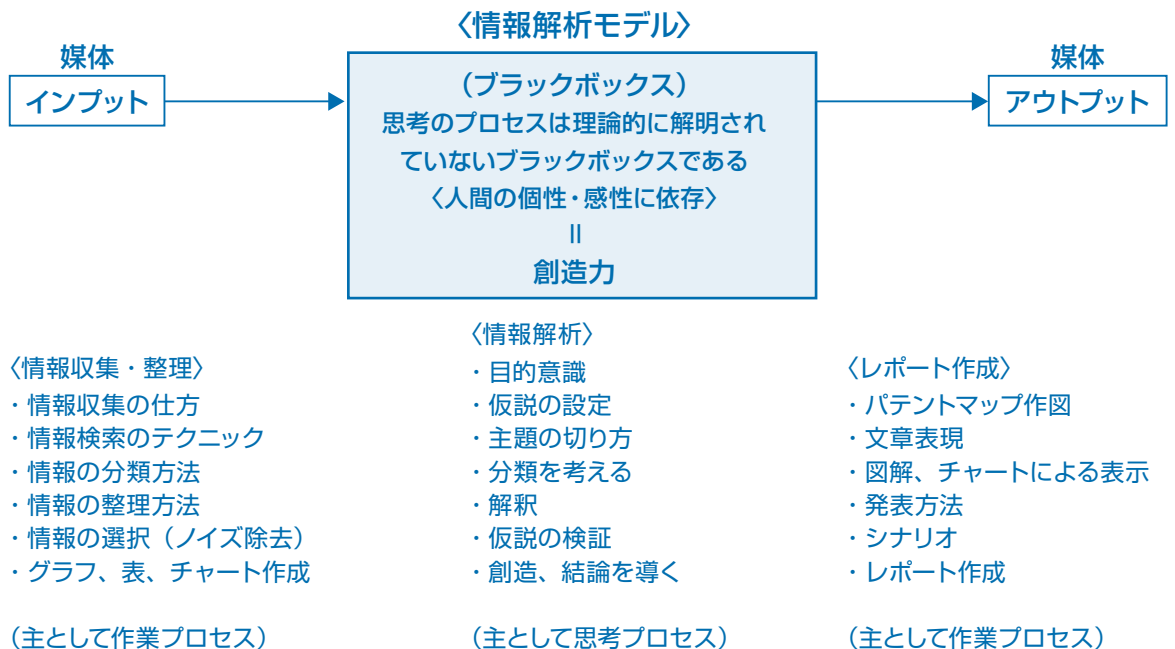 〈情報解析モデル〉
媒体
インプット
(ブラックボックス)
思考のプロセスは理論的に解明され
ていないブラックボックスである
〈人間の個性・感性に依存〉
=
創造力
媒体
アウトプット
〈情報収集・整理〉
・情報収集の仕方
・情報検索のテクニック
・情報の分類方法
・情報の整理方法
・情報の選択(ノイズ除去)
・グラフ、表、チャート作成
(主として作業プロセス)
〈情報解析〉
・目的意識
・仮説の設定
・主題の切り方
・分類を考える
・解釈
・仮説の検証
・創造、結論を導く
(主として思考プロセス)
〈レポート作成〉
・パテントマップ作図
・文章表現
・図解、チャートによる表示
・発表方法
・シナリオ
・レポート作成
(主として作業プロセス)